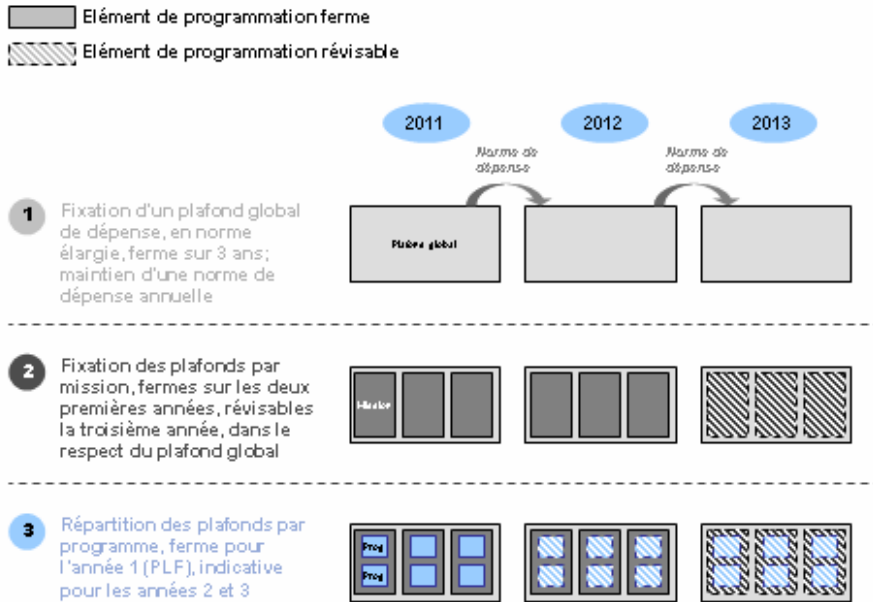 Elément de programmation ferme
Elément de programmation révisable
2011
2012
2013
Norme de
dépense
Norme de
dépense
1
Fixation d'un plafond global
de dépense, en norme
élargie, ferme sur 3 ans;
maintien d'une norme de
dépense annuelle
Plafond global
2
Fixation des plafonds par
mission, fermes sur les deux
premières années, révisables
la troisième année, dans le
respect du plafond global
Mission
3
Répartition des plafonds par
programme, ferme pour
l'année 1 (PLF), indicative
pour les années 2 et 3
Prog
Prog